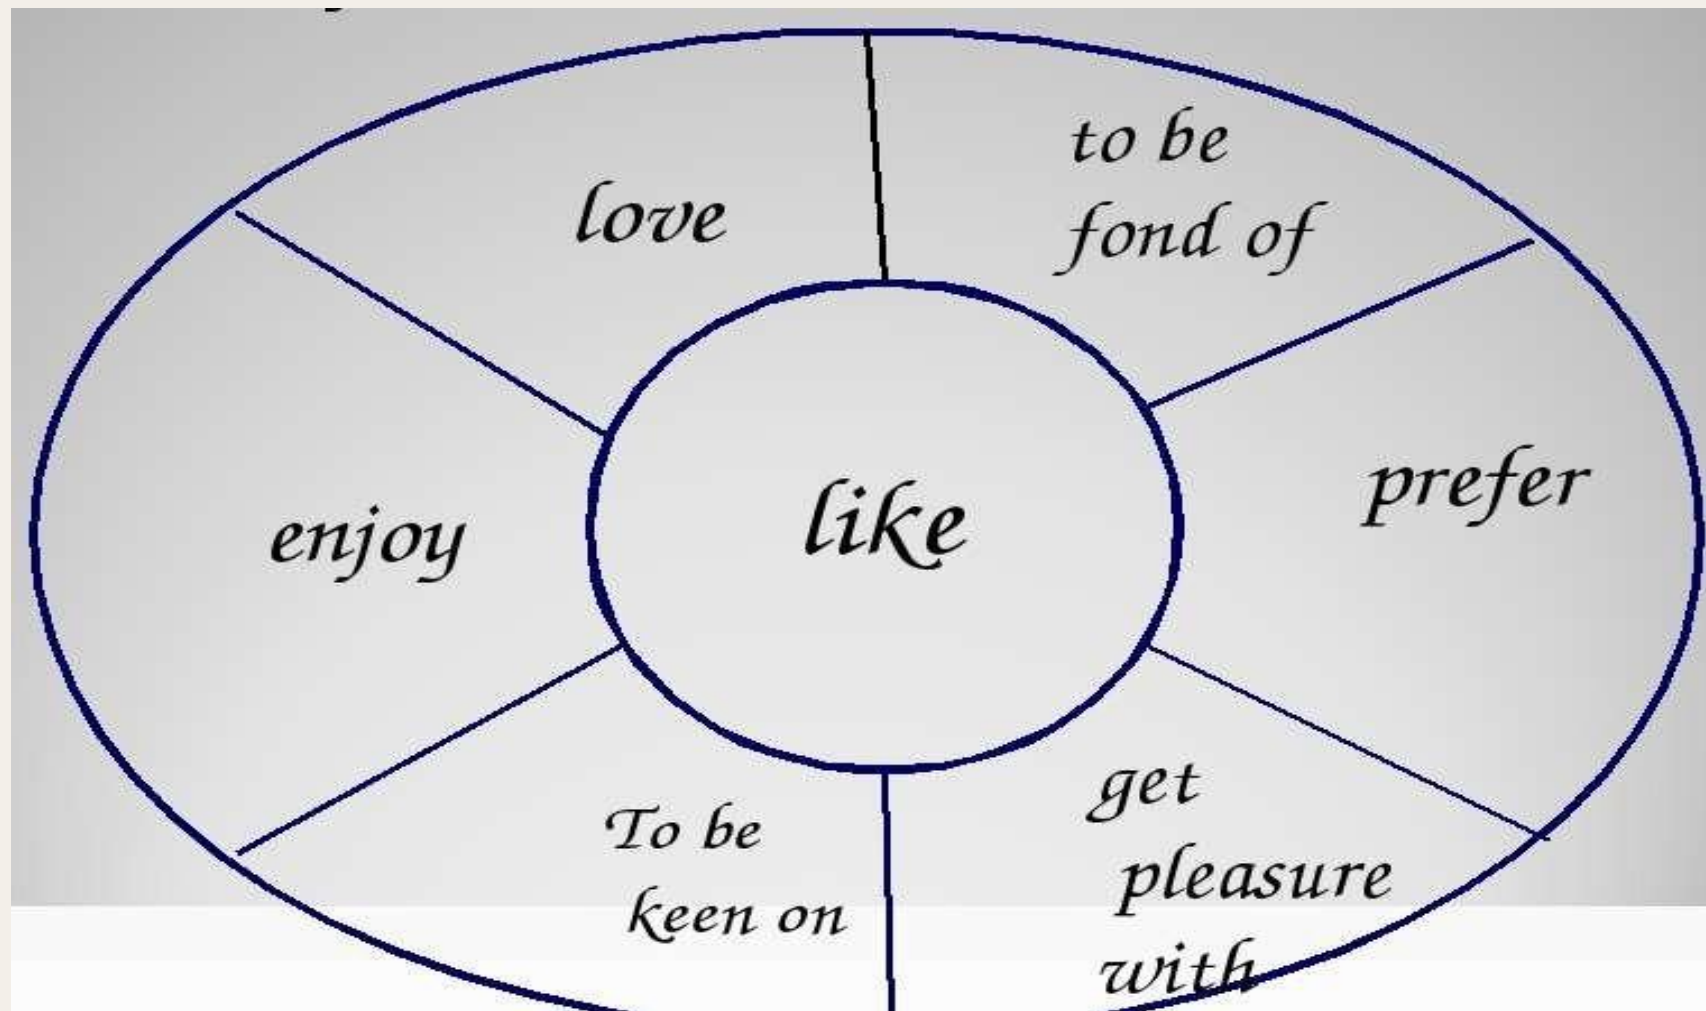 love
to be
fond of
prefer
enjoy
like
To be
keen on
get
pleasure
with